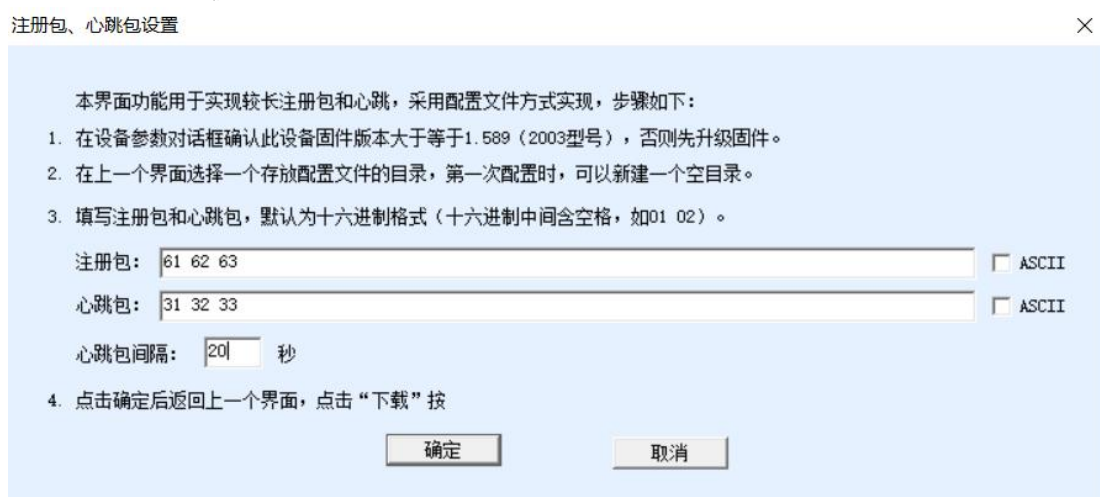 注册包、心跳包设置
本界面功能用于实现较长注册包和心跳，采用配置文件方式实现，步骤如下：
1. 在设备参数对话框确认此设备固件版本大于等于1.589（2003型号），否则先升级固件。
2. 在上一个界面选择一个存放配置文件的目录，第一次配置时，可以新建一个空目录。
3. 填写注册包和心跳包，默认为十六进制格式（十六进制中间含空格，如01 02）。
注册包： 61 62 63 ASCII
心跳包： 31 32 33 ASCII
心跳包间隔： 20 秒
4. 点击确定后返回上一个界面，点击“下载”按
确定 取消